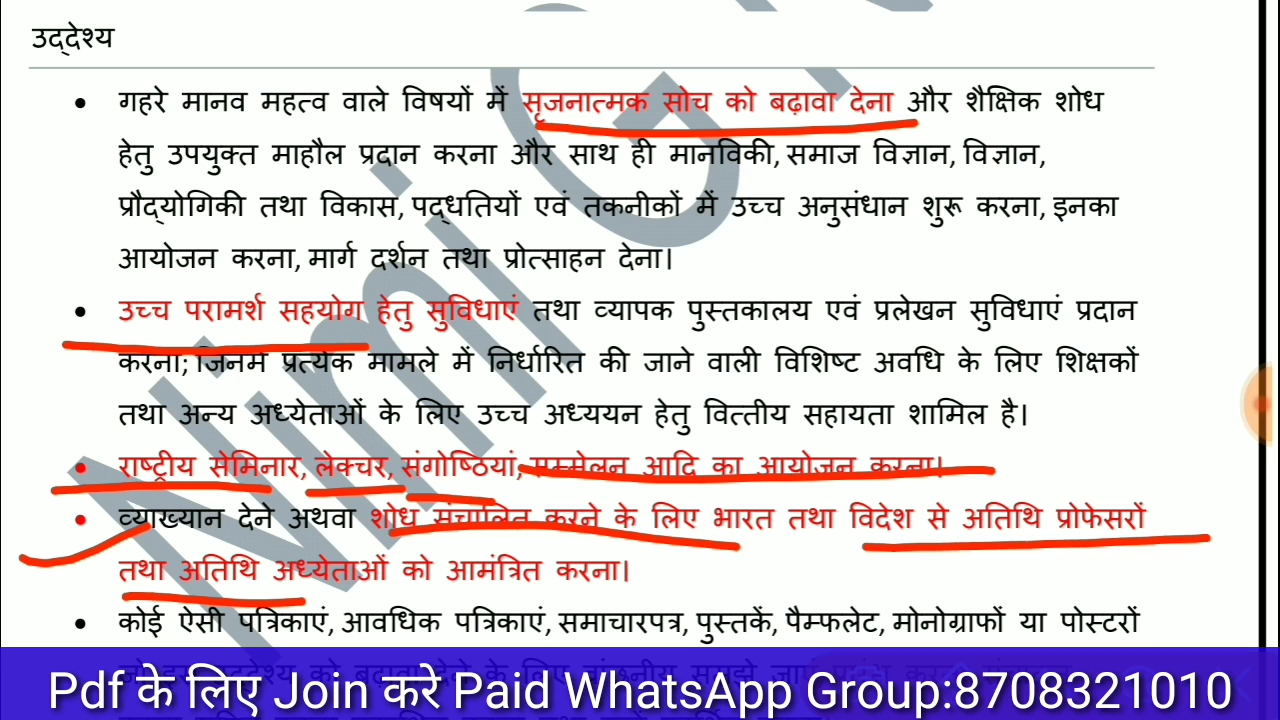 उद्देश्य
• गहरे मानव महत्व वाले विषयों में सृजनात्मक सोच को बढ़ावा देना और शैक्षिक शोध
हेतु उपयुक्त माहौल प्रदान करना और साथ ही मानविकी, समाज विज्ञान, विज्ञान,
प्रौद्योगिकी तथा विकास, पद्धतियों एवं तकनीकों में उच्च अनुसंधान शुरू करना, इनका
आयोजन करना, मार्ग दर्शन तथा प्रोत्साहन देना।
• उच्च परामर्श सहयोग हेतु सुविधाएं तथा व्यापक पुस्तकालय एवं प्रलेखन सुविधाएं प्रदान
करना; जिनमें प्रत्येक मामले में निर्धारित की जाने वाली विशिष्ट अवधि के लिए शिक्षकों
तथा अन्य अध्येताओं के लिए उच्च अध्ययन हेतु वित्तीय सहायता शामिल है।
• राष्ट्रीय सेमिनार, लेक्चर, संगोष्ठियां, सम्मेलन आदि का आयोजन करना।
• व्याख्यान देने अथवा शोध संचालित करने के लिए भारत तथा विदेश से अतिथि प्रोफेसरों
तथा अतिथि अध्येताओं को आमंत्रित करना।
• कोई ऐसी पत्रिकाएं, आवधिक पत्रिकाएं, समाचारपत्र, पुस्तकें, पैम्फलेट, मोनोग्राफों या पोस्टरों
Pdf के लिए Join करे Paid WhatsApp Group:8708321010